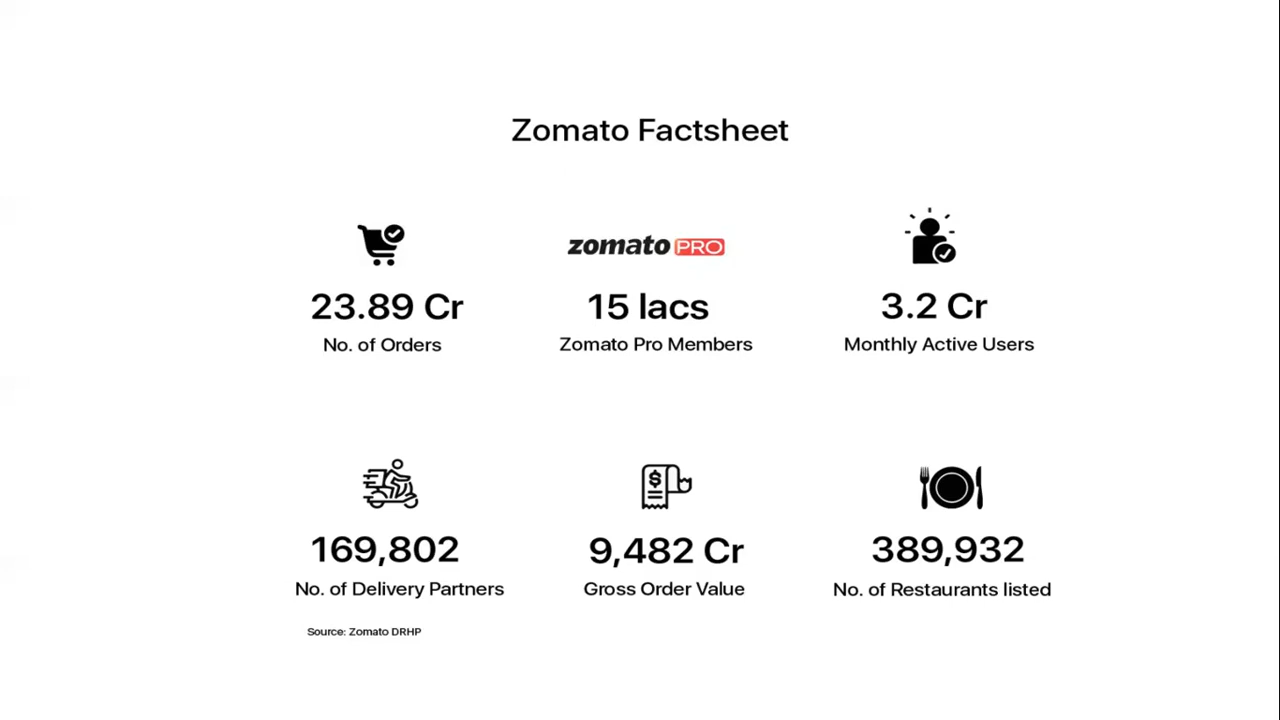 Zomato Factsheet
zomato PRO
23.89 Cr
No. of Orders
15 lacs
Zomato Pro Members
3.2 Cr
Monthly Active Users
$
169,802
No. of Delivery Partners
9,482 Cr
Gross Order Value
389,932
No. of Restaurants listed
Source: Zomato DRHP